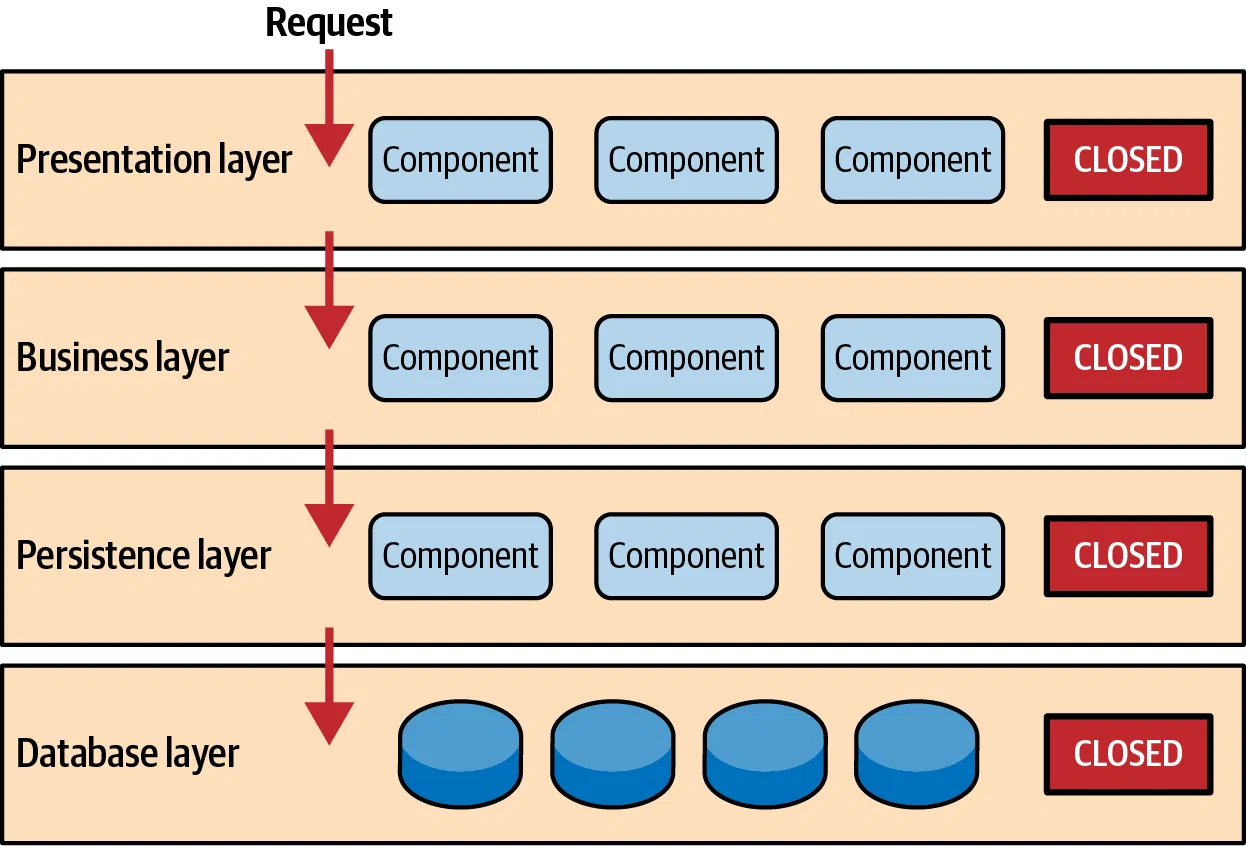 Request
Presentation layer Component Component Component CLOSED
Business layer Component Component Component CLOSED
Persistence layer Component Component Component CLOSED
Database layer CLOSED